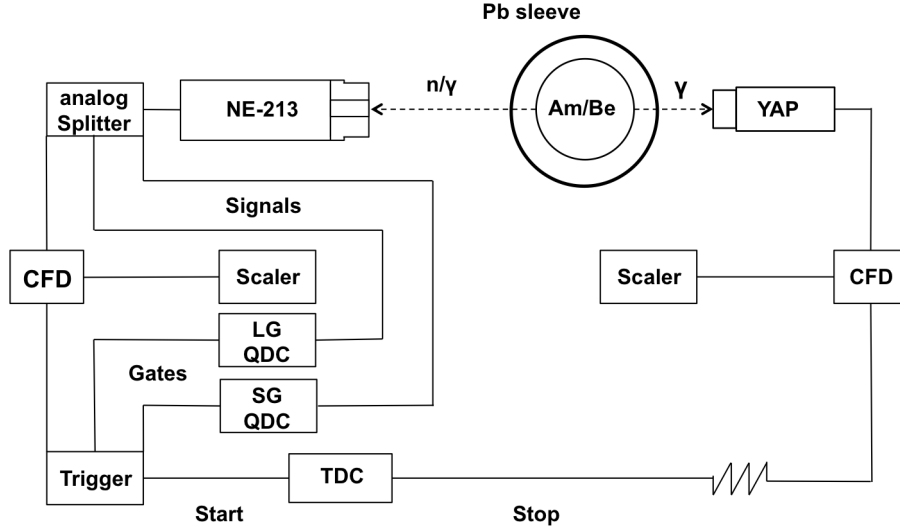 Pb sleeve
analog
Splitter
NE-213
n/γ
Am/Be
γ
YAP
Signals
CFD
Scaler
Scaler
CFD
LG
QDC
Gates
SG
QDC
Trigger
TDC
Start
Stop